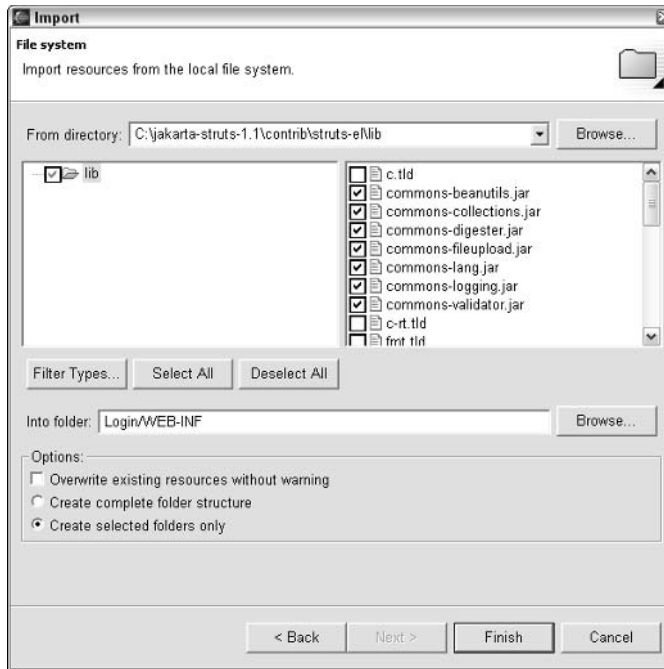 Import
File system
Import resources from the local file system.
From directory: C:\jakarta-struts-1.1\contrib\struts-el\lib Browse...
lib
c.tld
commons-beanutils.jar
commons-collections.jar
commons-digester.jar
commons-fileupload.jar
commons-lang.jar
commons-logging.jar
commons-validator.jar
c-rt.tld
fmt.tld
Filter Types... Select All Deselect All
Into folder: Login/WEB-INF Browse...
Options:
Overwrite existing resources without warning
Create complete folder structure
Create selected folders only
< Back Next > Finish Cancel